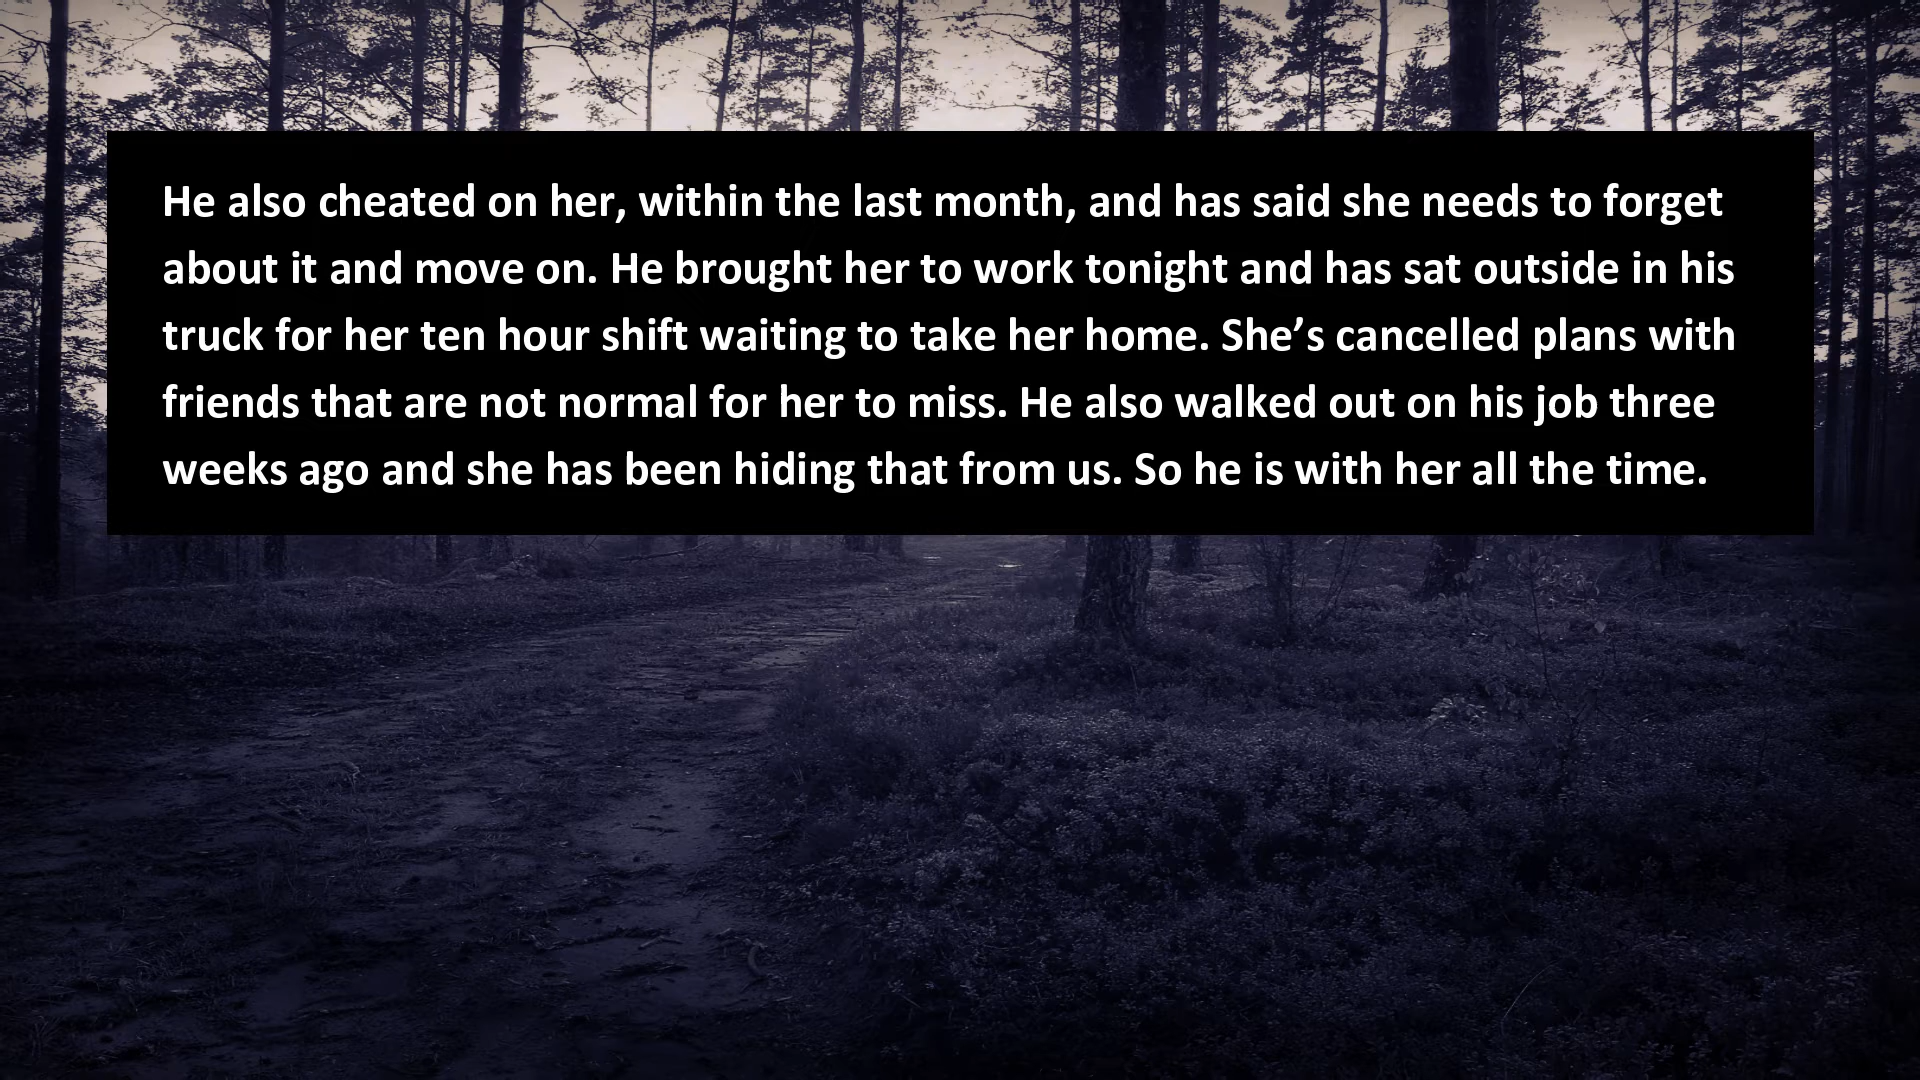 He also cheated on her, within the last month, and has said she needs to forget
about it and move on. He brought her to work tonight and has sat outside in his
truck for her ten hour shift waiting to take her home. She’s cancelled plans with
friends that are not normal for her to miss. He also walked out on his job three
weeks ago and she has been hiding that from us. So he is with her all the time.